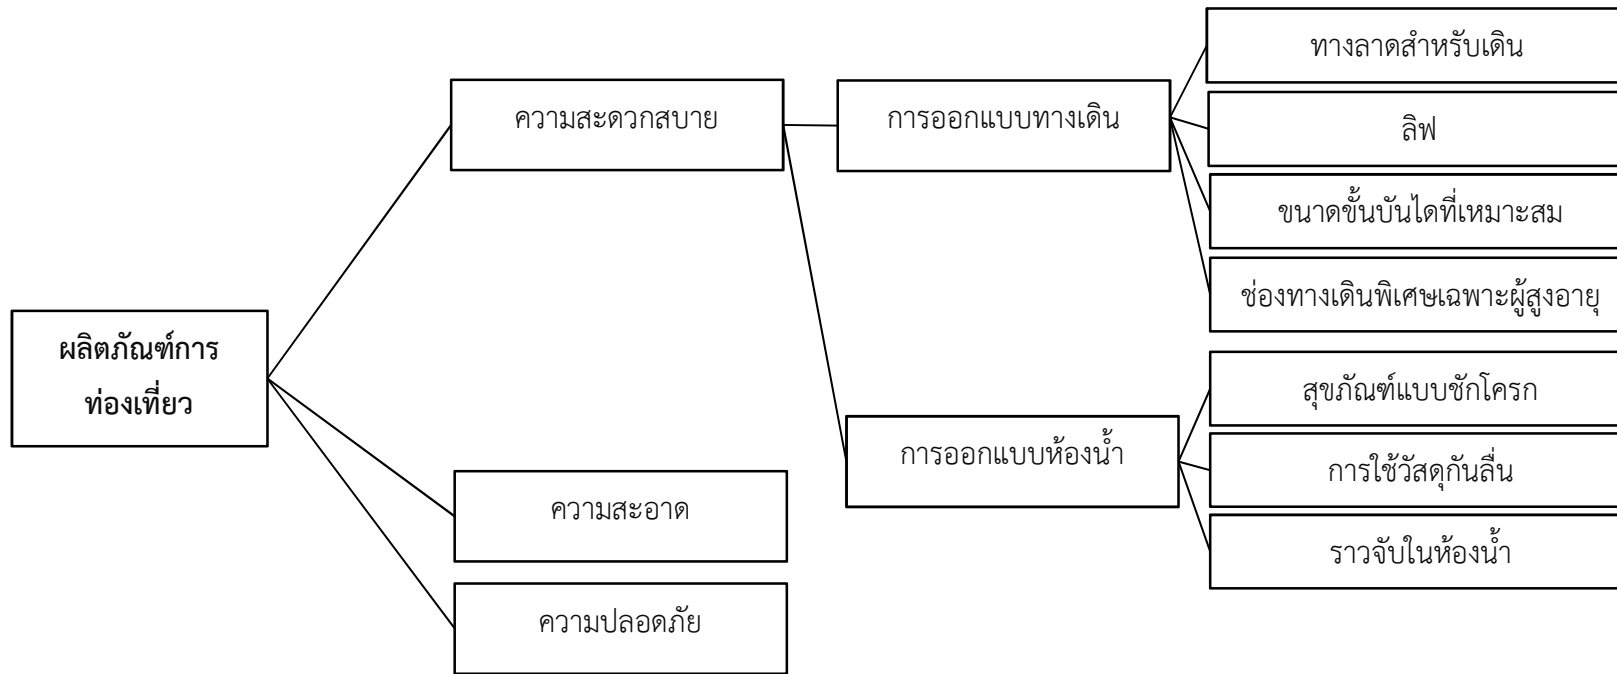 ทางลาดสำหรับเดิน
ความสะดวกสบาย
การออกแบบทางเดิน
ลิฟ
ขนาดขั้นบันไดที่เหมาะสม
ช่องทางเดินพิเศษเฉพาะผู้สูงอายุ
ผลิตภัณฑ์การ
ท่องเที่ยว
สุขภัณฑ์แบบชักโครก
การออกแบบห้องน้ำ
การใช้วัสดุกันลื่น
ความสะอาด
ราวจับในห้องน้ำ
ความปลอดภัย